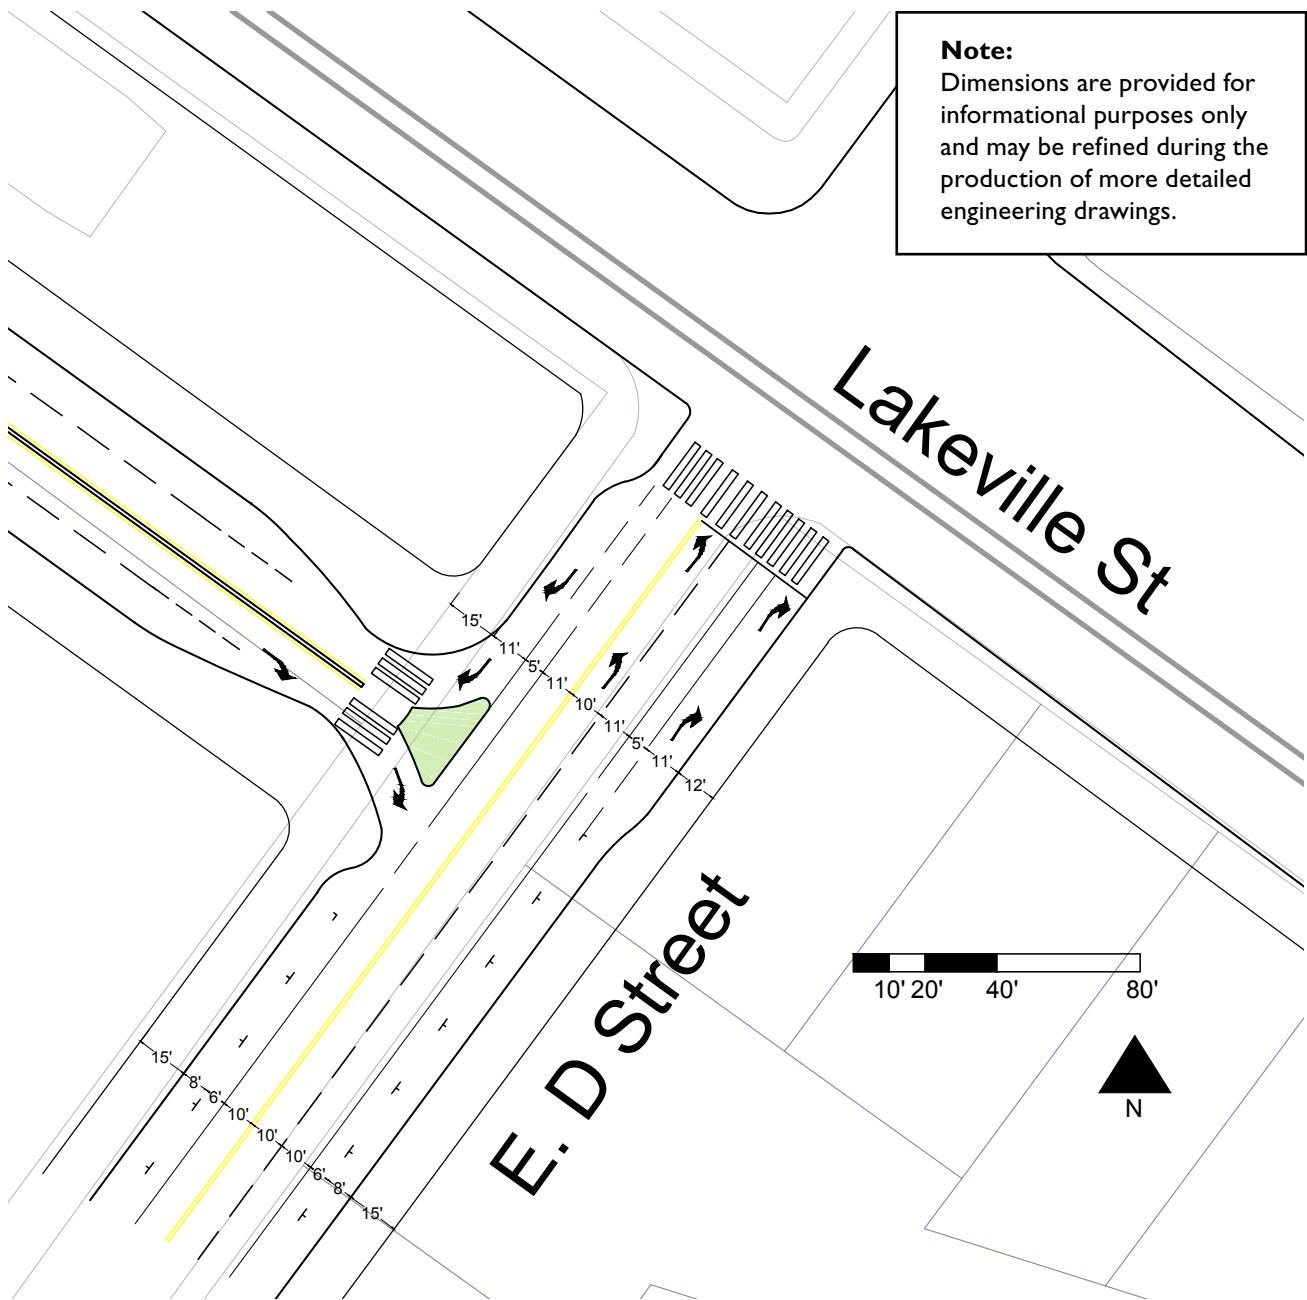 Note:
Dimensions are provided for
informational purposes only
and may be refined during the
production of more detailed
engineering drawings.
Lakeville St
15'
11'
5'
11'
10'
11'
5'
11'
12'
E. D Street
10' 20' 40' 80'
N
15'
8'
6'
10'
10'
10'
6'
8'
15'